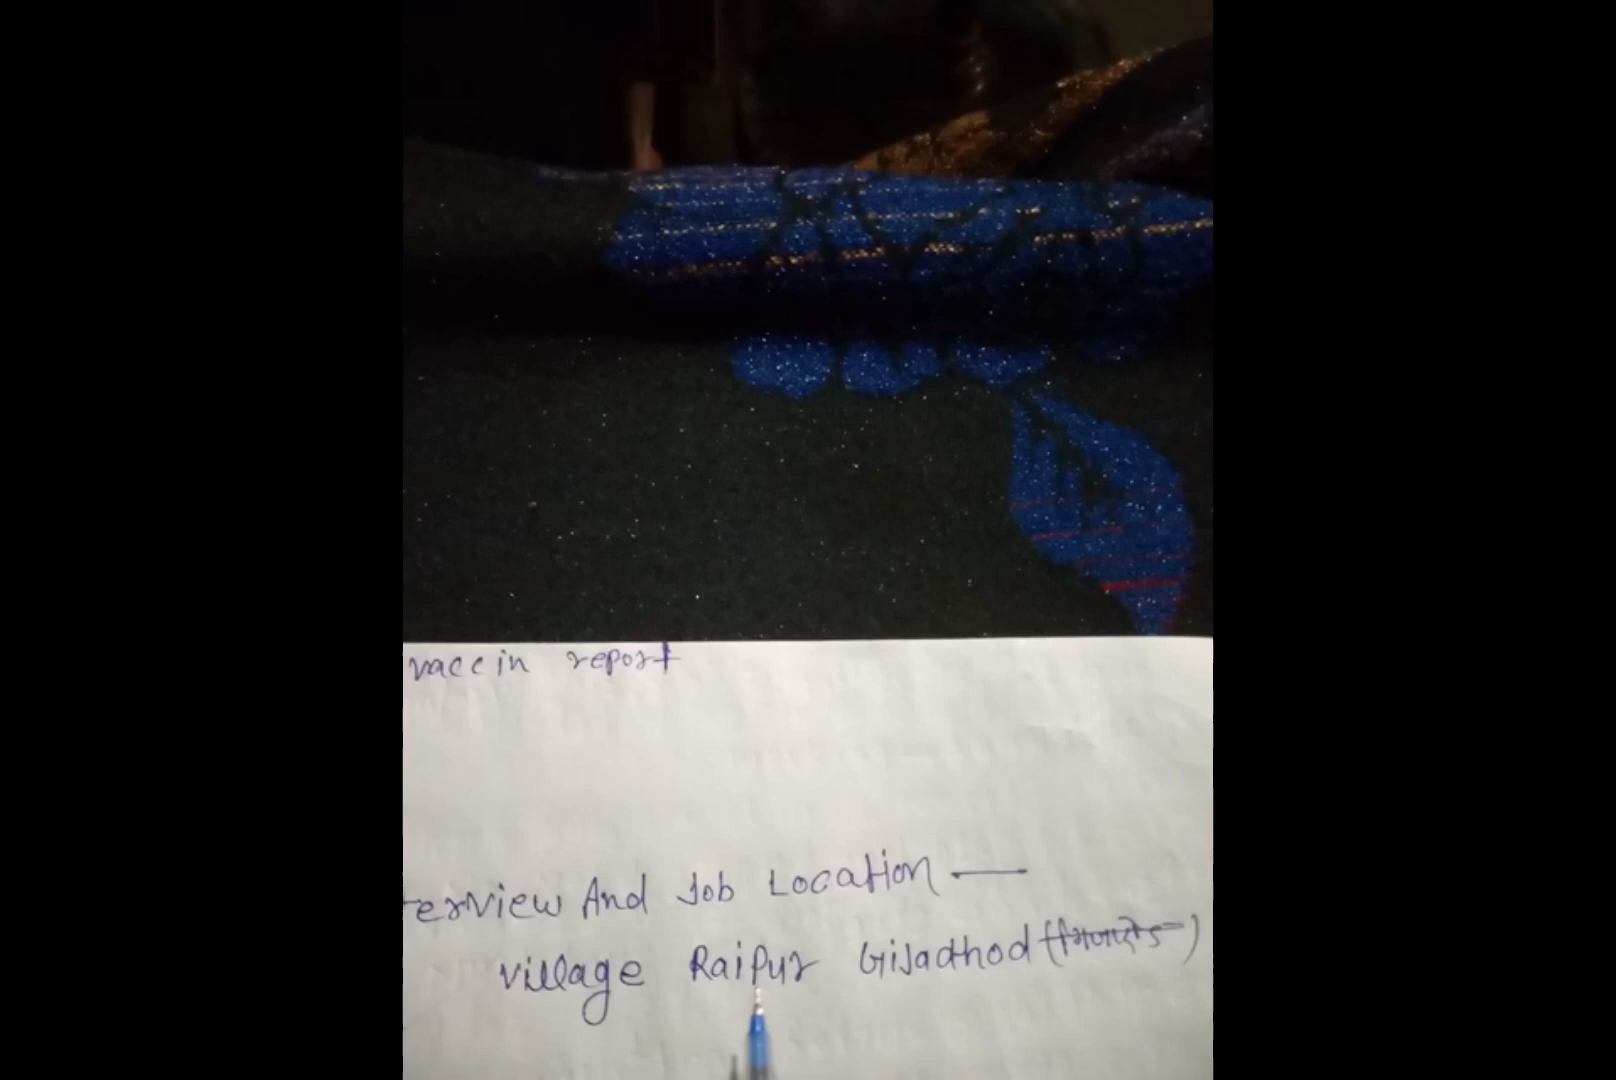 vaccin report
erview And Job Location —
village Raipur Gijadhod